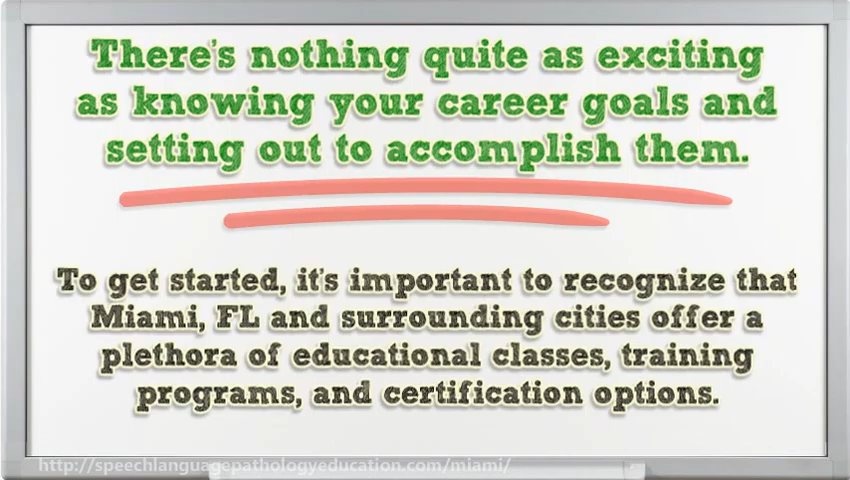 There's nothing quite as exciting
as knowing your career goals and
setting out to accomplish them.
To get started, it's important to recognize that
Miami, FL and surrounding cities offer a
plethora of educational classes, training
programs, and certification options.
http://speechlanguagepathologyeducation.com/miami/